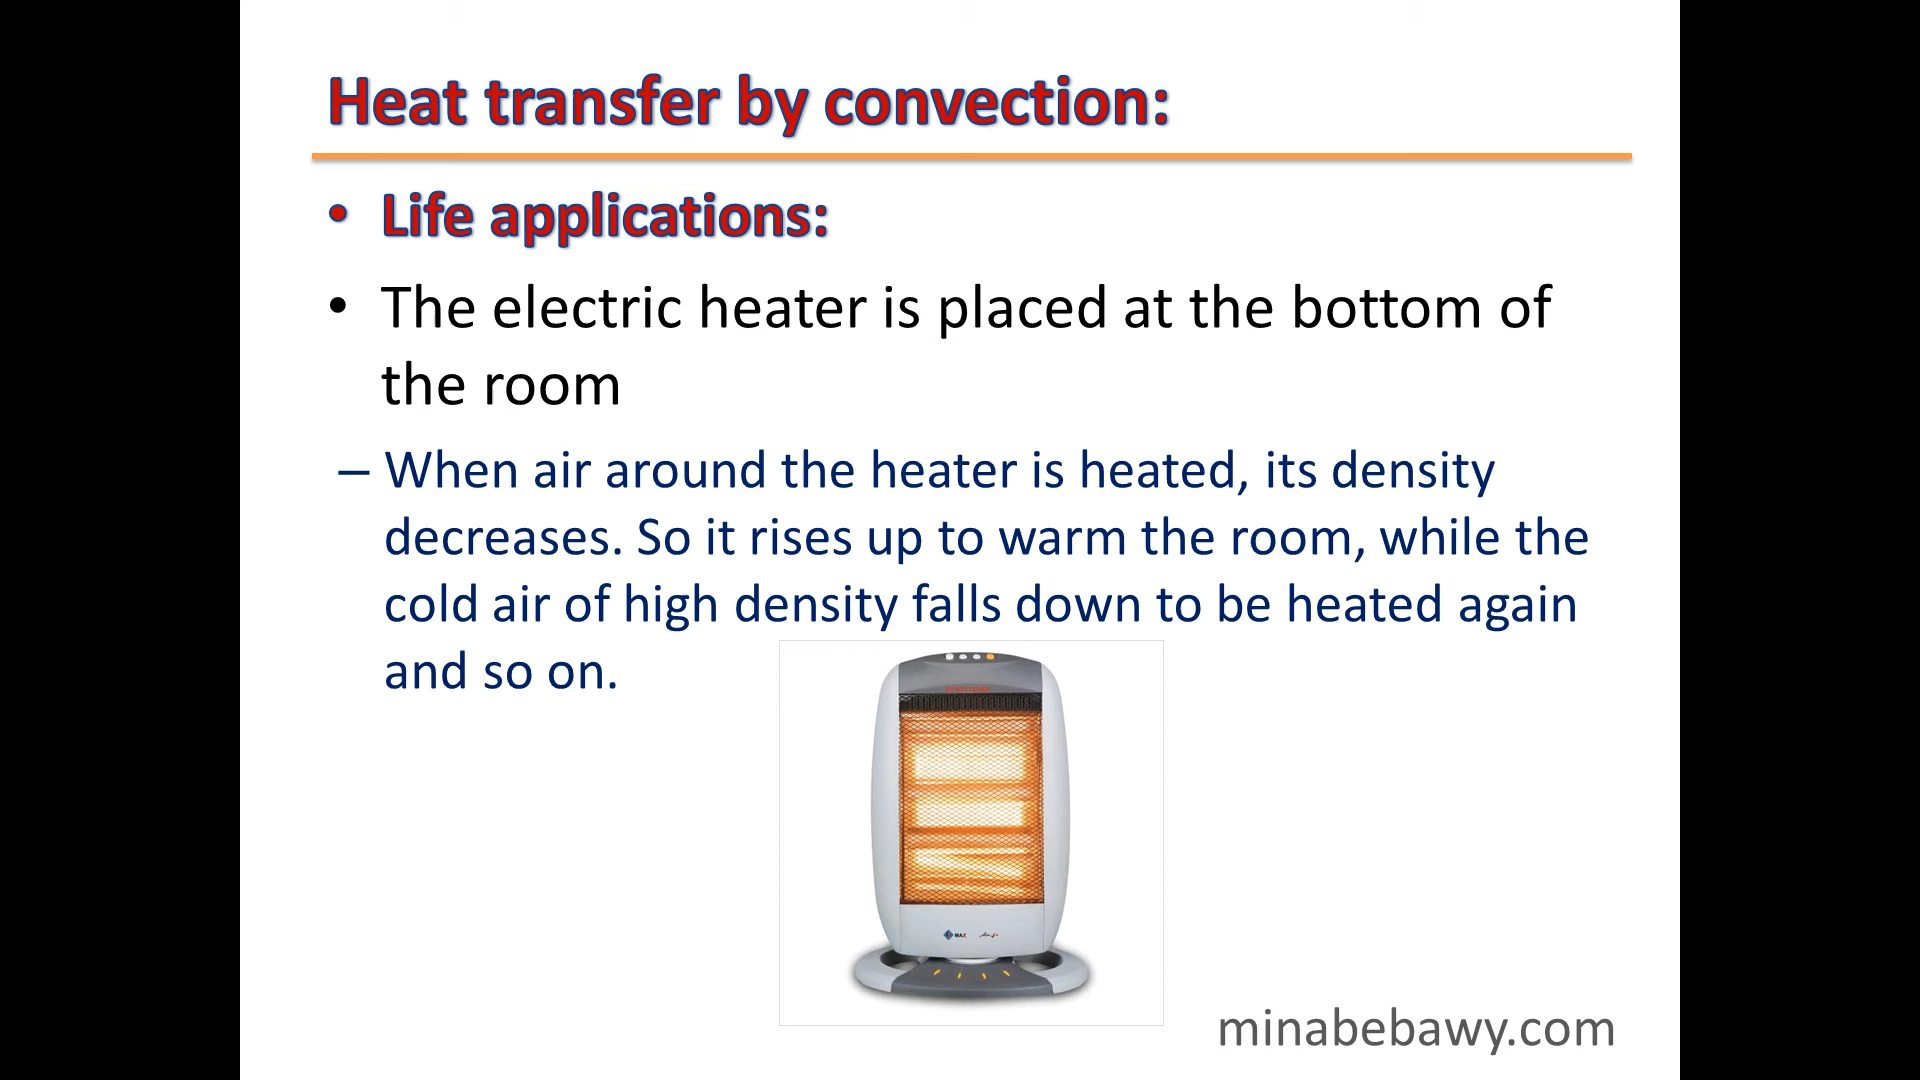 Heat transfer by convection:
• Life applications:
• The electric heater is placed at the bottom of
the room
– When air around the heater is heated, its density
decreases. So it rises up to warm the room, while the
cold air of high density falls down to be heated again
and so on.
MAX
minabebawy.com